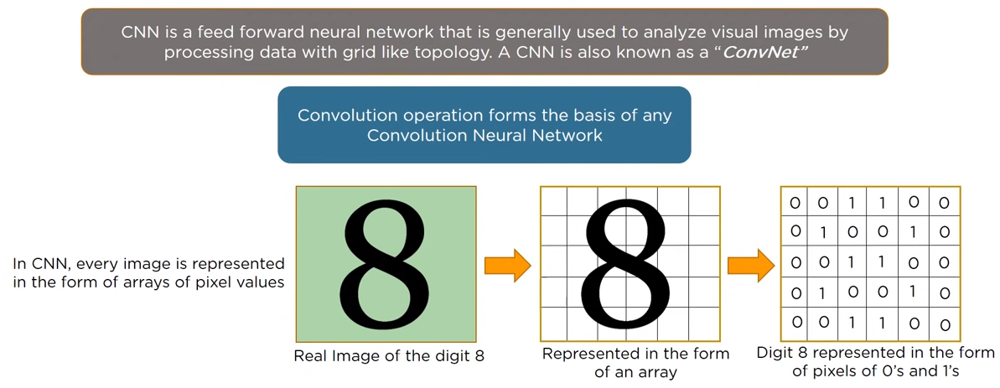 CNN is a feed forward neural network that is generally used to analyze visual images by
processing data with grid like topology. A CNN is also known as a “ConvNet”
Convolution operation forms the basis of any
Convolution Neural Network
In CNN, every image is represented
in the form of arrays of pixel values
8
8
0 0 1 1 0 0
0 1 0 0 1 0
0 0 1 1 0 0
0 1 0 0 1 0
0 0 1 1 0 0
Real Image of the digit 8
Represented in the form
of an array
Digit 8 represented in the form
of pixels of 0’s and 1’s